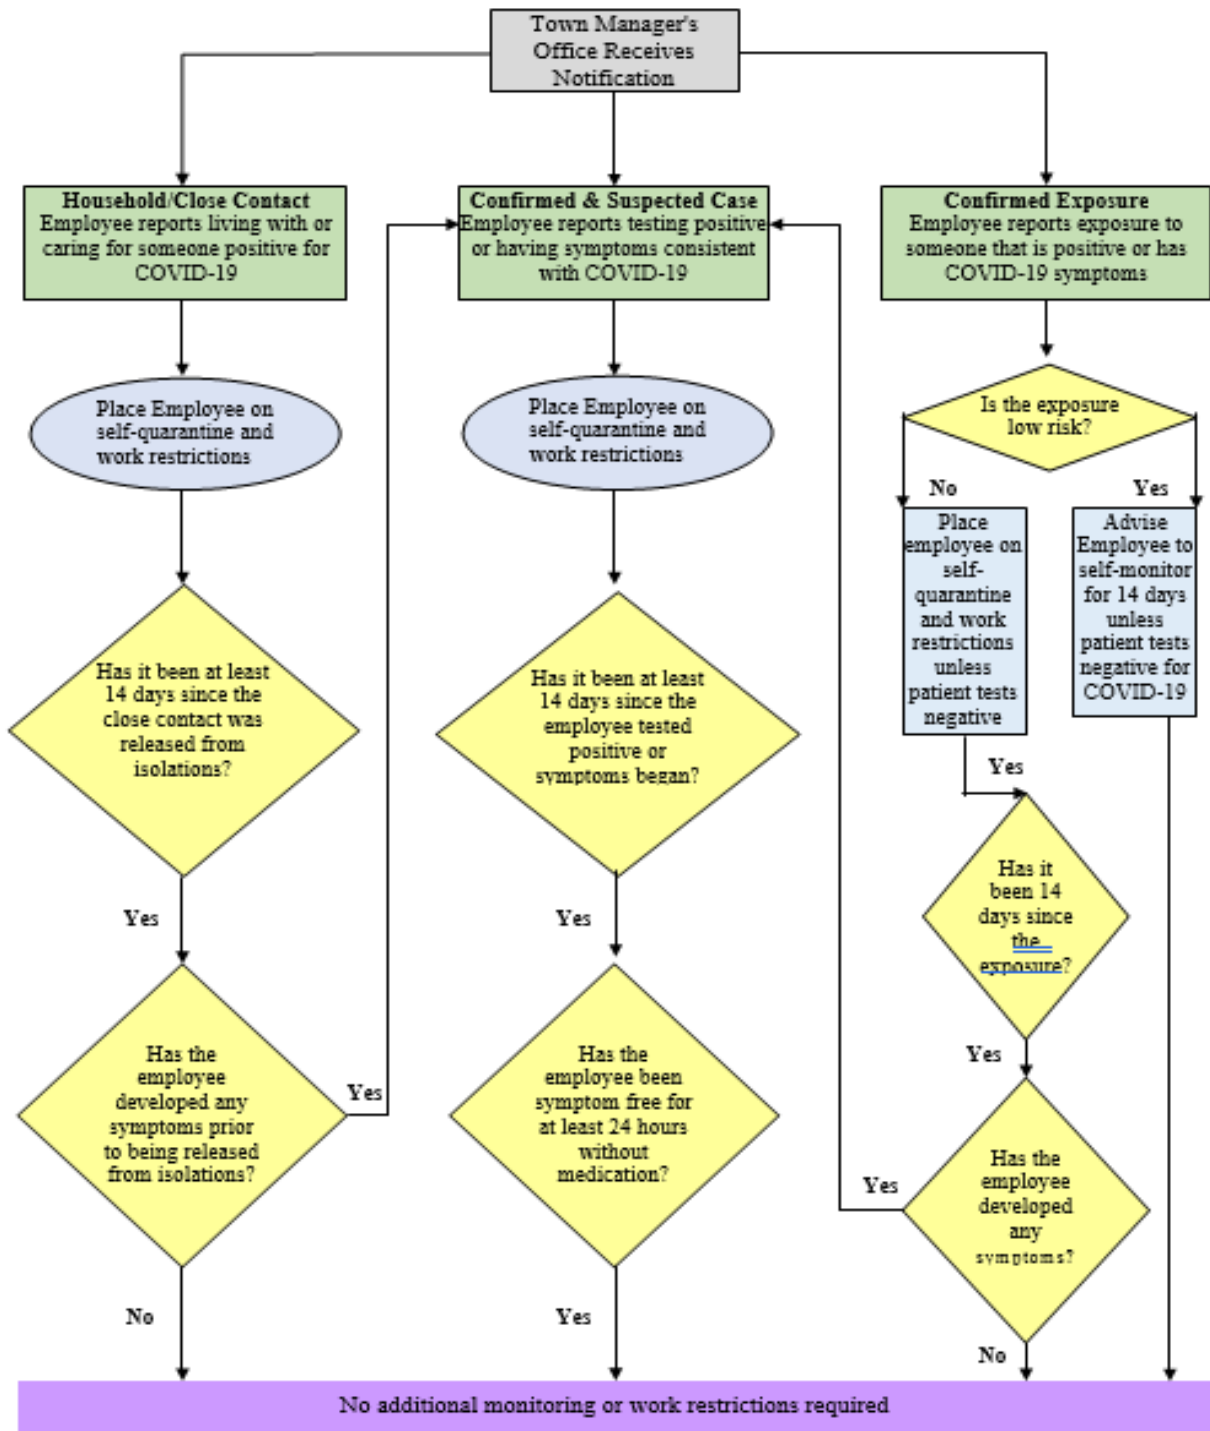 Town Manager's
Office Receives
Notification
Household/Close Contact
Employee reports living with or
caring for someone positive for
COVID-19
Confirmed & Suspected Case
Employee reports testing positive
or having symptoms consistent
with COVID-19
Confirmed Exposure
Employee reports exposure to
someone that is positive or has
COVID-19 symptoms
Place Employee on
self-quarantine and
work restrictions
Place Employee on
self-quarantine and
work restrictions
Is the exposure
low risk?
No
Yes
Place
employee on
self-
quarantine
and work
restrictions
unless
patient tests
negative
Advise
Employee to
self-monitor
for 14 days
unless
patient tests
negative for
COVID-19
Has it been at least
14 days since the
close contact was
released from
isolations?
Has it been at least
14 days since the
employee tested
positive or
symptoms began?
Yes
Has it
been 14
days since
the
exposure?
Yes
Yes
Yes
Has the
employee
developed any
symptoms prior
to being released
from isolations?
Yes
Has the
employee been
symptom free for
at least 24 hours
without
medication?
Yes
Has the
employee
developed
any
symptoms?
No
Yes
No
No additional monitoring or work restrictions required